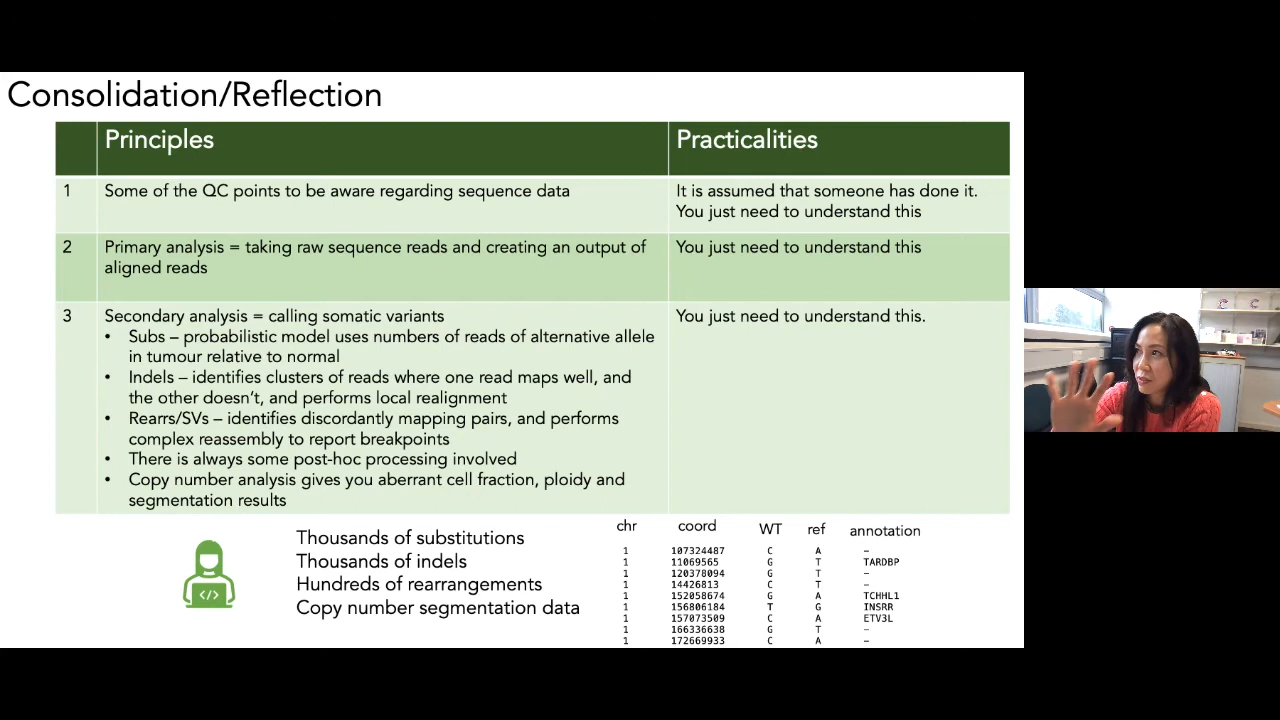 Consolidation/Reflection
Principles
Practicalities
1
Some of the QC points to be aware regarding sequence data
It is assumed that someone has done it.
You just need to understand this
2
Primary analysis = taking raw sequence reads and creating an output of
aligned reads
You just need to understand this
3
Secondary analysis = calling somatic variants
• Subs – probabilistic model uses numbers of reads of alternative allele
in tumour relative to normal
• Indels – identifies clusters of reads where one read maps well, and
the other doesn't, and performs local realignment
• Rearrs/SVs – identifies discordantly mapping pairs, and performs
complex reassembly to report breakpoints
• There is always some post-hoc processing involved
• Copy number analysis gives you aberrant cell fraction, ploidy and
segmentation results
You just need to understand this.
</>
Thousands of substitutions
Thousands of indels
Hundreds of rearrangements
Copy number segmentation data
chr coord WT ref annotation
1 107324487 C A –
1 11069565 G T TARDBP
1 120378094 G T –
1 14426813 C T –
1 152058674 G A TCHHL1
1 156806184 T G INSRR
1 157073509 C A ETV3L
1 166336638 G T –
1 172669933 C A –